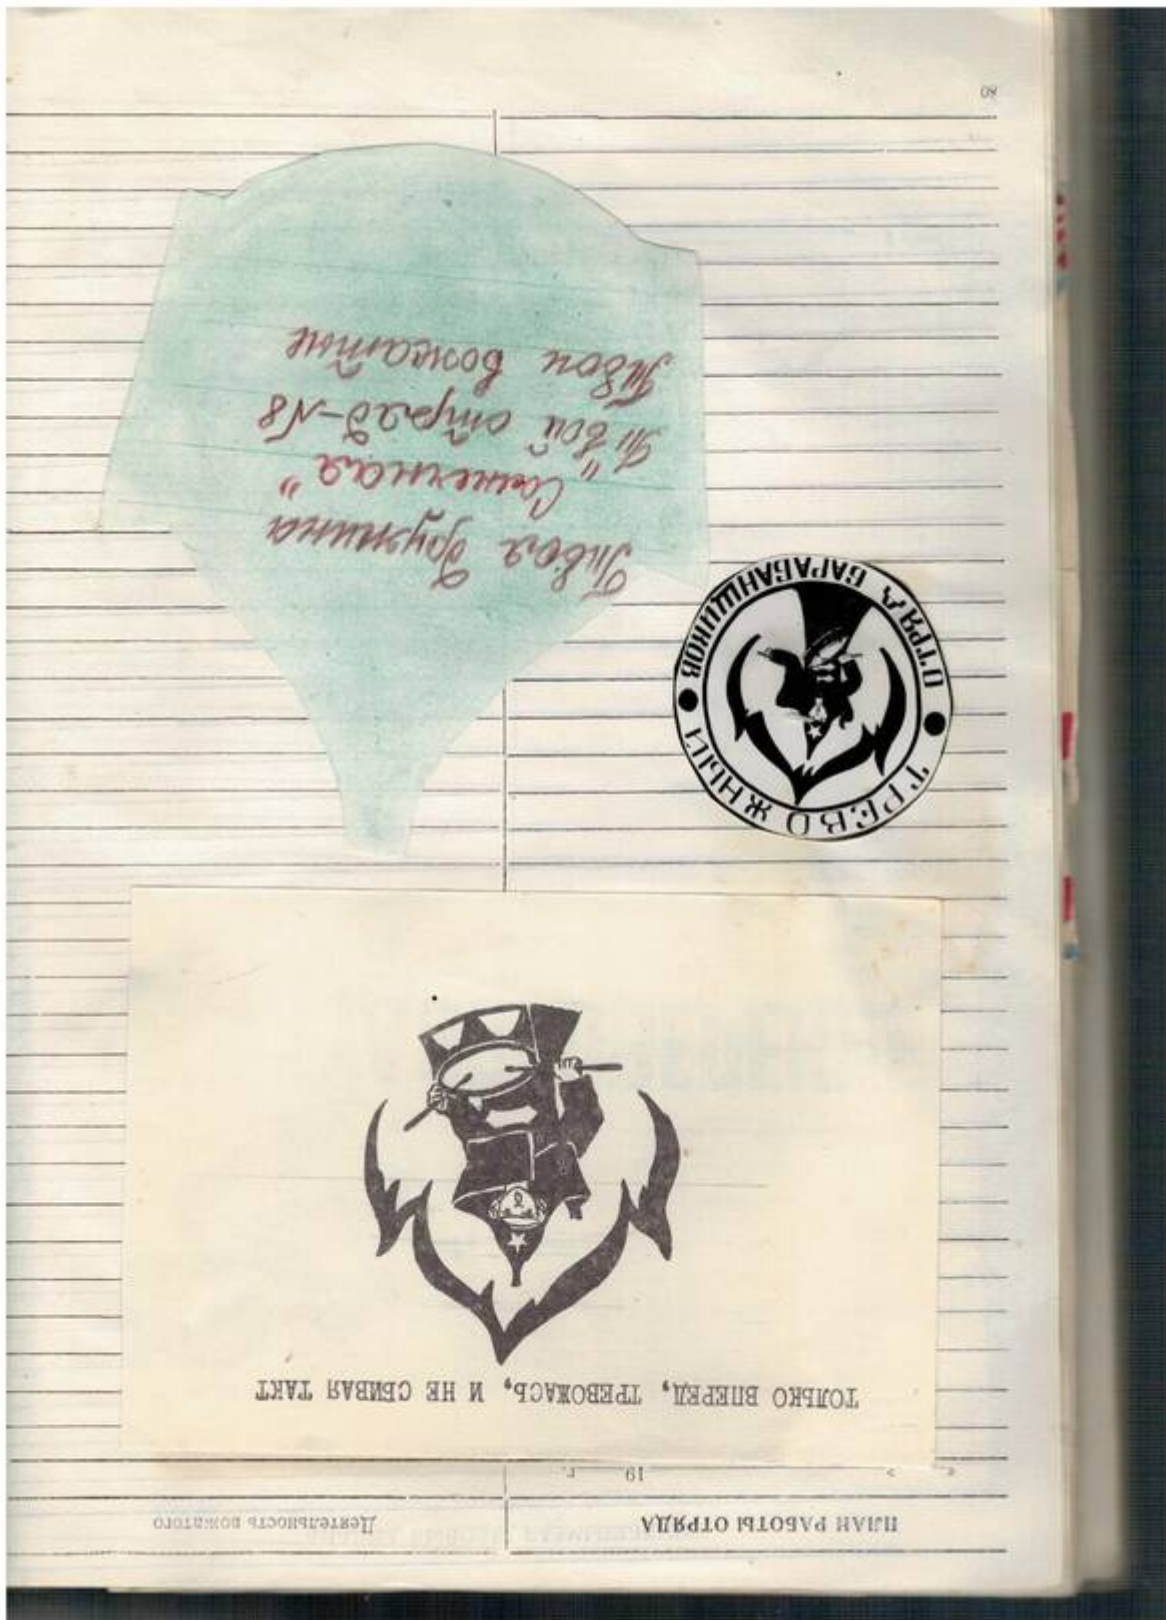 ПЛАН РАБОТЫ ОТРЯДА
Деятельность вожатого
« » 19 г.
ТОЛЬКО ВПЕРЕД, ТРЕВОЖАСЬ, И НЕ СБИВАЯ ТАКТ
ТРЕВОЖНЫЙ
ОТРЯД БАРАБАНЩИКОВ
Твоя дружина
"Солнечная"
Твой отряд-№8
Твои вожатые
80